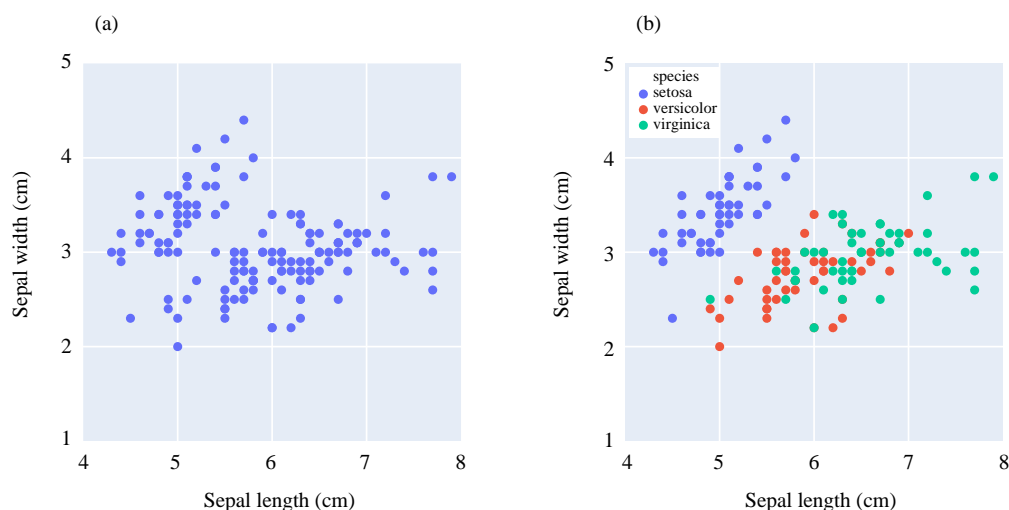 (a)
5
4
3
2
1
4 5 6 7 8
Sepal width (cm)
Sepal length (cm)
(b)
5
4
3
2
1
4 5 6 7 8
Sepal width (cm)
Sepal length (cm)
species
setosa
versicolor
virginica